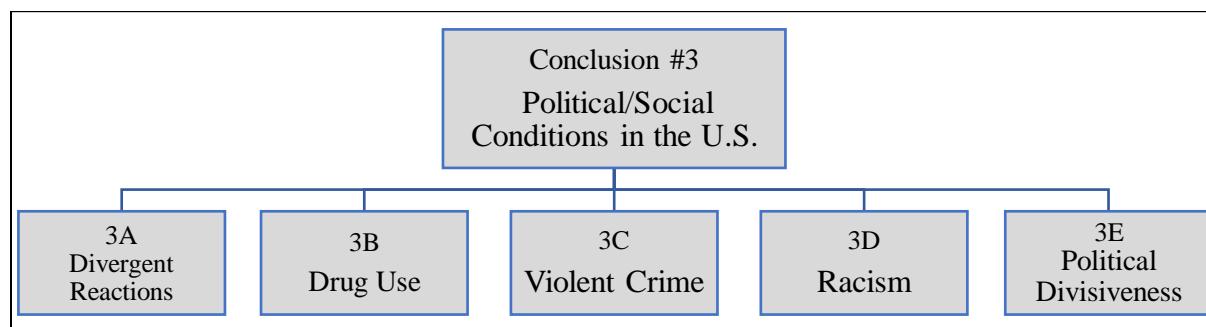 Conclusion #3
Political/Social
Conditions in the U.S.
3A
Divergent
Reactions
3B
Drug Use
3C
Violent Crime
3D
Racism
3E
Political
Divisiveness